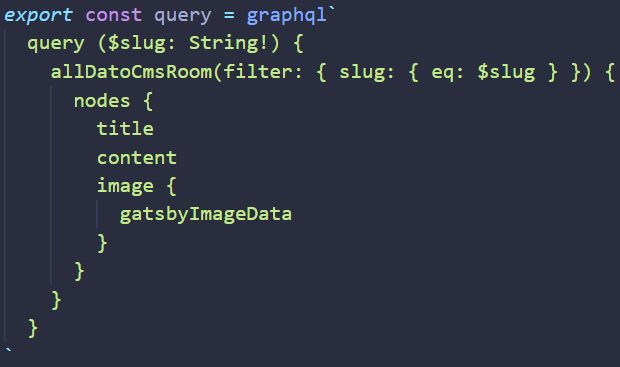 export const query = graphql`
  query ($slug: String!) {
    allDatoCmsRoom(filter: { slug: { eq: $slug } }) {
      nodes {
        title
        content
        image {
          gatsbyImageData
        }
      }
    }
  }
`